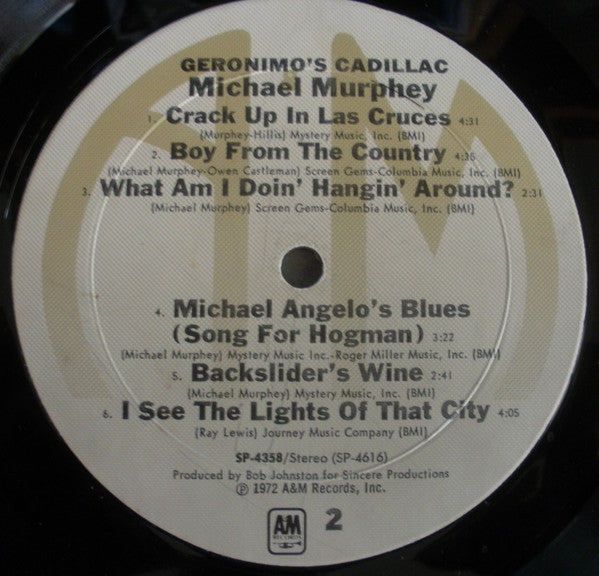 GERONIMO'S CADILLAC
Michael Murphey
1. Crack Up In Las Cruces 4:31
(Murphey-Hillis) Mystery Music, Inc. (BMI)
2. Boy From The Country 4:35
(Michael Murphey-Owen Castleman) Screen Gems-Columbia Music, Inc. (BMI)
3. What Am I Doin' Hangin' Around? 2:31
(Michael Murphey) Screen Gems-Columbia Music, Inc. (BMI)
4. Michael Angelo's Blues
(Song For Hogman) 3:22
(Michael Murphey) Mystery Music Inc.-Roger Miller Music, Inc. (BMI)
5. Backslider's Wine 2:41
(Michael Murphey) Mystery Music, Inc. (BMI)
6. I See The Lights Of That City 4:05
(Ray Lewis) Journey Music Company (BMI)
SP-4358/Stereo (SP-4616)
Produced by Bob Johnston for Sincere Productions
℗ 1972 A&M Records, Inc.
A&M
RECORDS
2